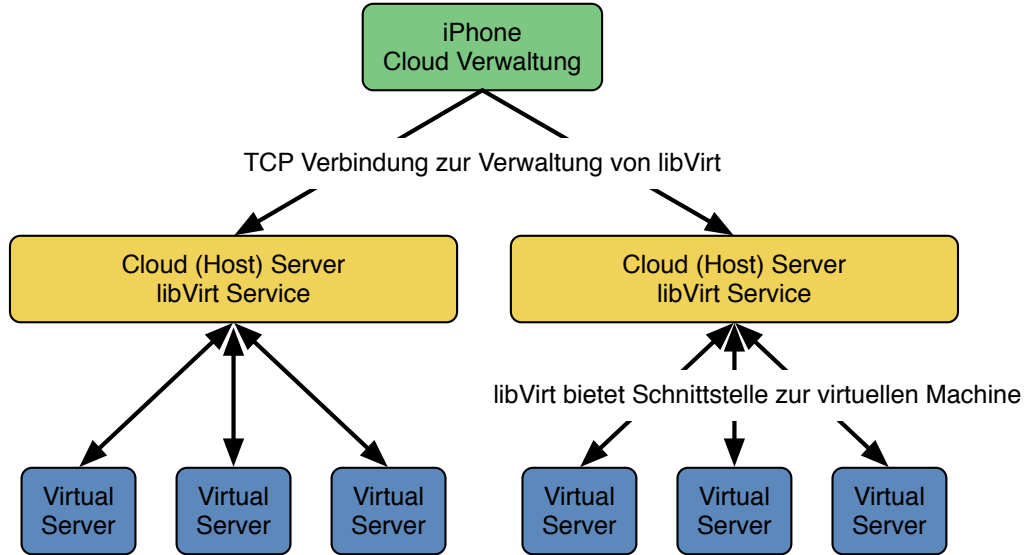 iPhone
Cloud Verwaltung
TCP Verbindung zur Verwaltung von libVirt
Cloud (Host) Server
libVirt Service
Cloud (Host) Server
libVirt Service
libVirt bietet Schnittstelle zur virtuellen Machine
Virtual
Server
Virtual
Server
Virtual
Server
Virtual
Server
Virtual
Server
Virtual
Server